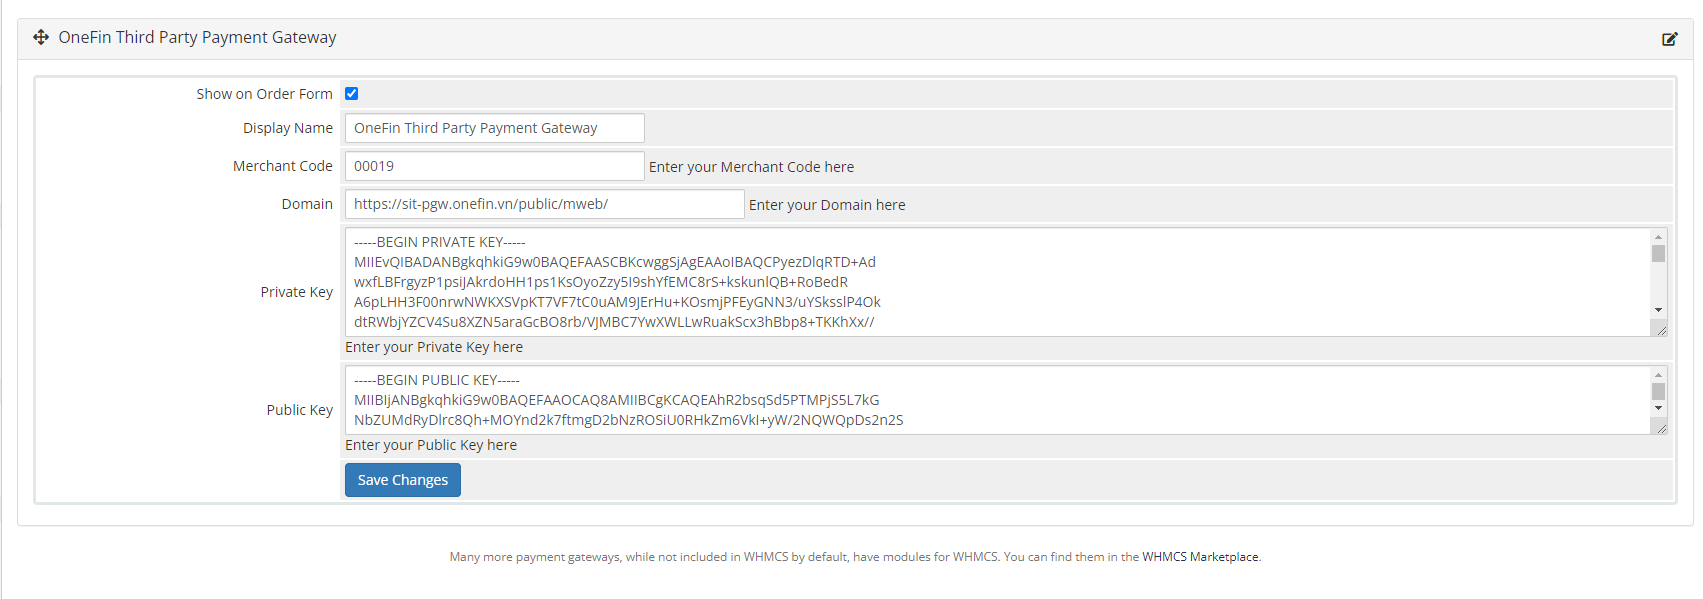 OneFin Third Party Payment Gateway
Show on Order Form
Display Name OneFin Third Party Payment Gateway
Merchant Code 00019 Enter your Merchant Code here
Domain https://sit-pgw.onefin.vn/public/mweb/ Enter your Domain here
Private Key
-----BEGIN PRIVATE KEY-----
MIIEvQIBADANBgkqhkiG9w0BAQEFAASCBKcwggSjAgEAAoIBAQCPyezDlqRTD+Ad
wxfLBFrgyzP1psiJAkrdoHH1ps1KsOyoZzy5I9shYfEMC8rS+kskunlQB+RoBedR
A6pLHH3F00nrwNWKXSVpKT7VF7tC0uAM9JErHu+KOsmjPFEyGNN3/uYSksslP4Ok
dtRWbjYZCV4Su8XZN5araGcBO8rb/VJMBC7YwXWLLwRuakScx3hBbp8+TKKhXx//
Enter your Private Key here
Public Key
-----BEGIN PUBLIC KEY-----
MIIBIjANBgkqhkiG9w0BAQEFAAOCAQ8AMIIBCgKCAQEAhR2bsqSd5PTMPjS5L7kG
NbZUMdRyDlrc8Qh+MOYnd2k7ftmgD2bNzROSiU0RHkZm6VkI+yW/2NQWQpDs2n2S
Enter your Public Key here
Save Changes
Many more payment gateways, while not included in WHMCS by default, have modules for WHMCS. You can find them in the WHMCS Marketplace.